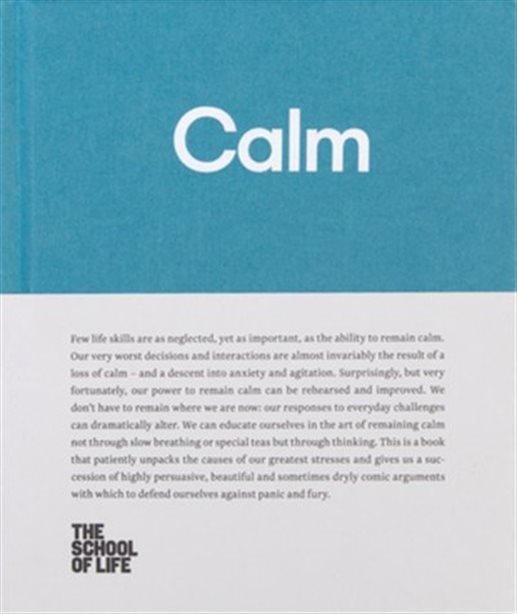 Calm
Few life skills are as neglected, yet as important, as the ability to remain calm.
Our very worst decisions and interactions are almost invariably the result of a
loss of calm – and a descent into anxiety and agitation. Surprisingly, but very
fortunately, our power to remain calm can be rehearsed and improved. We
don't have to remain where we are now: our responses to everyday challenges
can dramatically alter. We can educate ourselves in the art of remaining calm
not through slow breathing or special teas but through thinking. This is a book
that patiently unpacks the causes of our greatest stresses and gives us a suc-
cession of highly persuasive, beautiful and sometimes dryly comic arguments
with which to defend ourselves against panic and fury.
THE
SCHOOL
OF LIFE